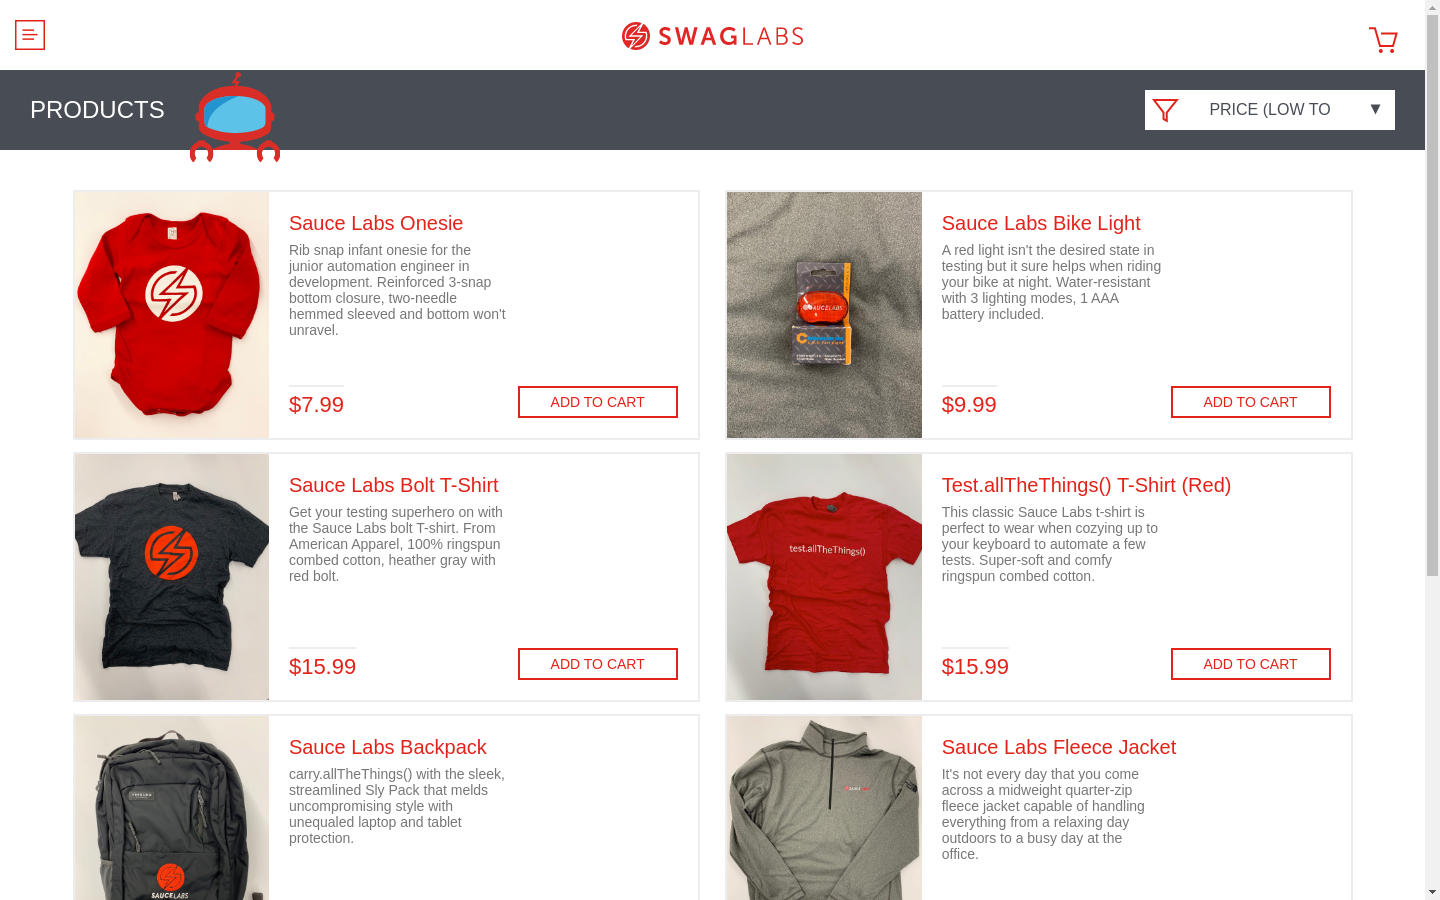 SWAGLABS
PRODUCTS
PRICE (LOW TO
Sauce Labs Onesie
Rib snap infant onesie for the
junior automation engineer in
development. Reinforced 3-snap
bottom closure, two-needle
hemmed sleeved and bottom won't
unravel.
$7.99
ADD TO CART
SAUCELABS
Sauce Labs Bike Light
A red light isn't the desired state in
testing but it sure helps when riding
your bike at night. Water-resistant
with 3 lighting modes, 1 AAA
battery included.
$9.99
ADD TO CART
Sauce Labs Bolt T-Shirt
Get your testing superhero on with
the Sauce Labs bolt T-shirt. From
American Apparel, 100% ringspun
combed cotton, heather gray with
red bolt.
$15.99
ADD TO CART
test.allTheThings()
Test.allTheThings() T-Shirt (Red)
This classic Sauce Labs t-shirt is
perfect to wear when cozying up to
your keyboard to automate a few
tests. Super-soft and comfy
ringspun combed cotton.
$15.99
ADD TO CART
SAUCELABS
Sauce Labs Backpack
carry.allTheThings() with the sleek,
streamlined Sly Pack that melds
uncompromising style with
unequaled laptop and tablet
protection.
Sauce Labs Fleece Jacket
It's not every day that you come
across a midweight quarter-zip
fleece jacket capable of handling
everything from a relaxing day
outdoors to a busy day at the
office.